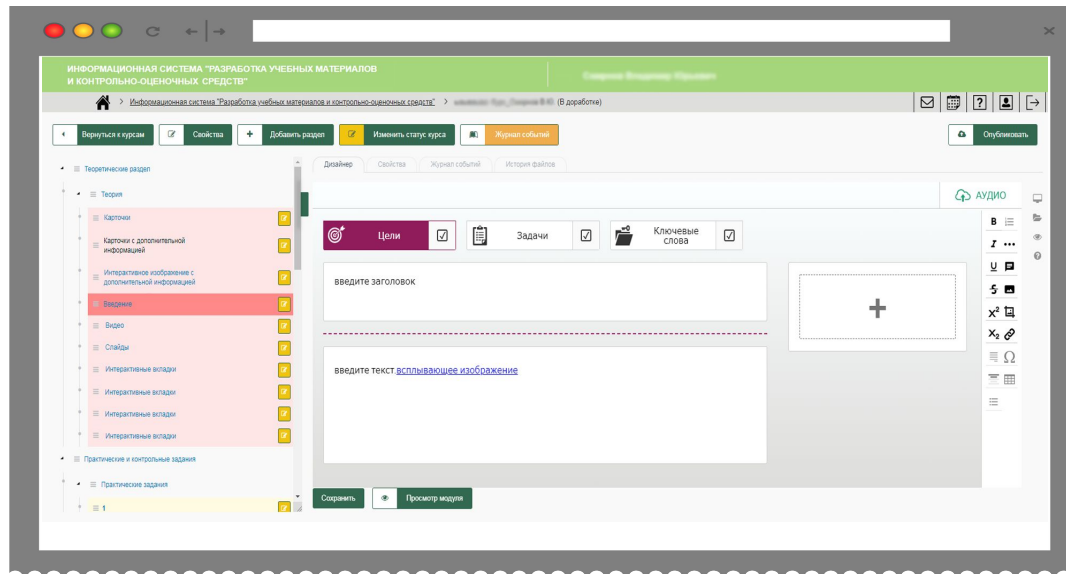 ИНФОРМАЦИОННАЯ СИСТЕМА "РАЗРАБОТКА УЧЕБНЫХ МАТЕРИАЛОВ
И КОНТРОЛЬНО-ОЦЕНОЧНЫХ СРЕДСТВ"
> Информационная система "Разработка учебных материалов и контрольно-оценочных средств" > (В доработке)
Вернуться к курсам Свойства + Добавить раздел Изменить статус курса Журнал событий Опубликовать
Теоретические раздел
Теория
Карточки
Карточки с дополнительной
информацией
Интерактивное изображение с
дополнительной информацией
Введение
Видео
Слайды
Интерактивные вкладки
Интерактивные вкладки
Интерактивные вкладки
Интерактивные вкладки
Практические и контрольные задания
Практические задания
1
Дизайнер Свойства Журнал событий История файлов
АУДИО
Цели Задачи Ключевые
слова
введите заголовок
введите текст.всплывающее изображение
+
B
I
U
S
X²
X₂ Ω
Сохранить Просмотр модуля